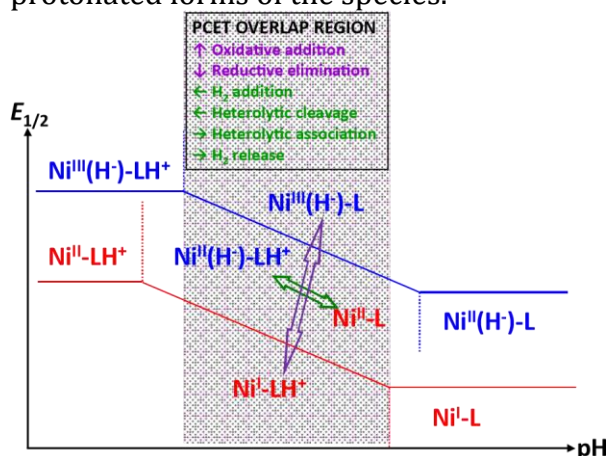 protonated forms of the species.
PCET OVERLAP REGION
↑ Oxidative addition
↓ Reductive elimination
← H₂ addition
← Heterolytic cleavage
→ Heterolytic association
→ H₂ release
E₁/₂
Niᴵᴵᴵ(H⁻)-LH⁺
Niᴵᴵᴵ(H⁻)-L
Niᴵᴵ-LH⁺
Niᴵᴵ(H⁻)-LH⁺
Niᴵᴵ-L
Niᴵᴵ(H⁻)-L
Niᴵ-LH⁺
Niᴵ-L
pH